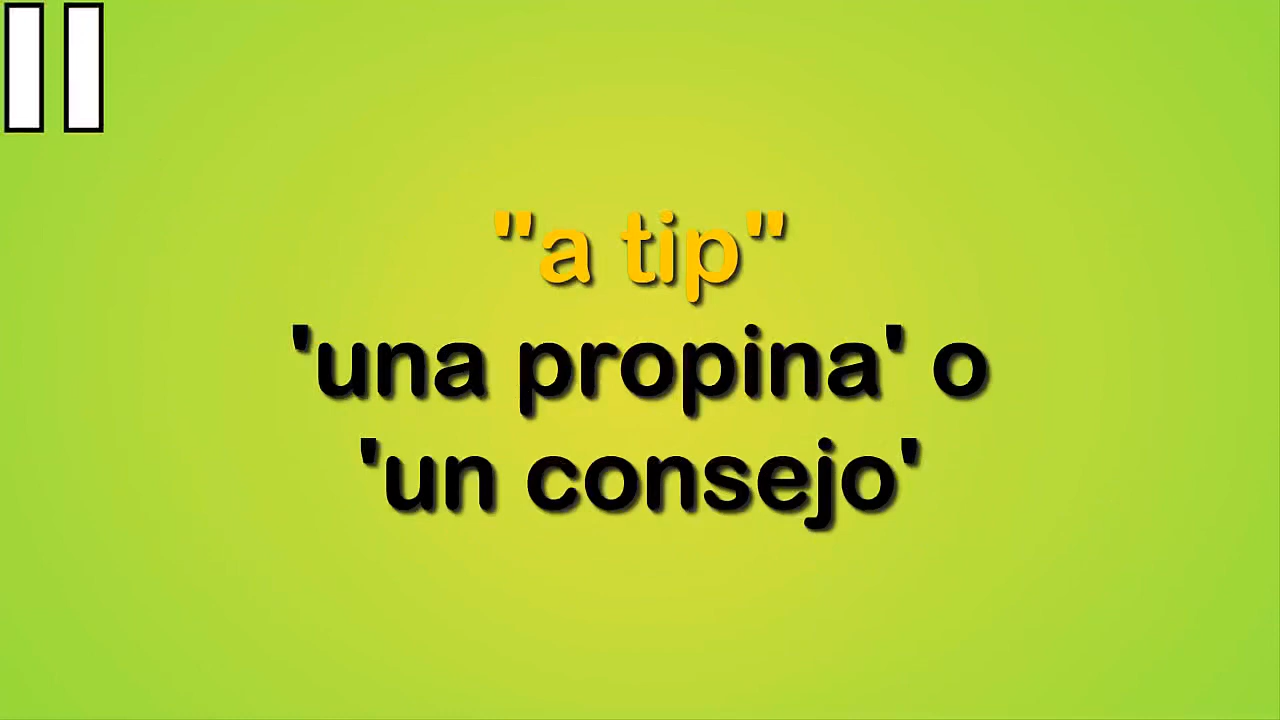 "a tip"
'una propina' o
'un consejo'